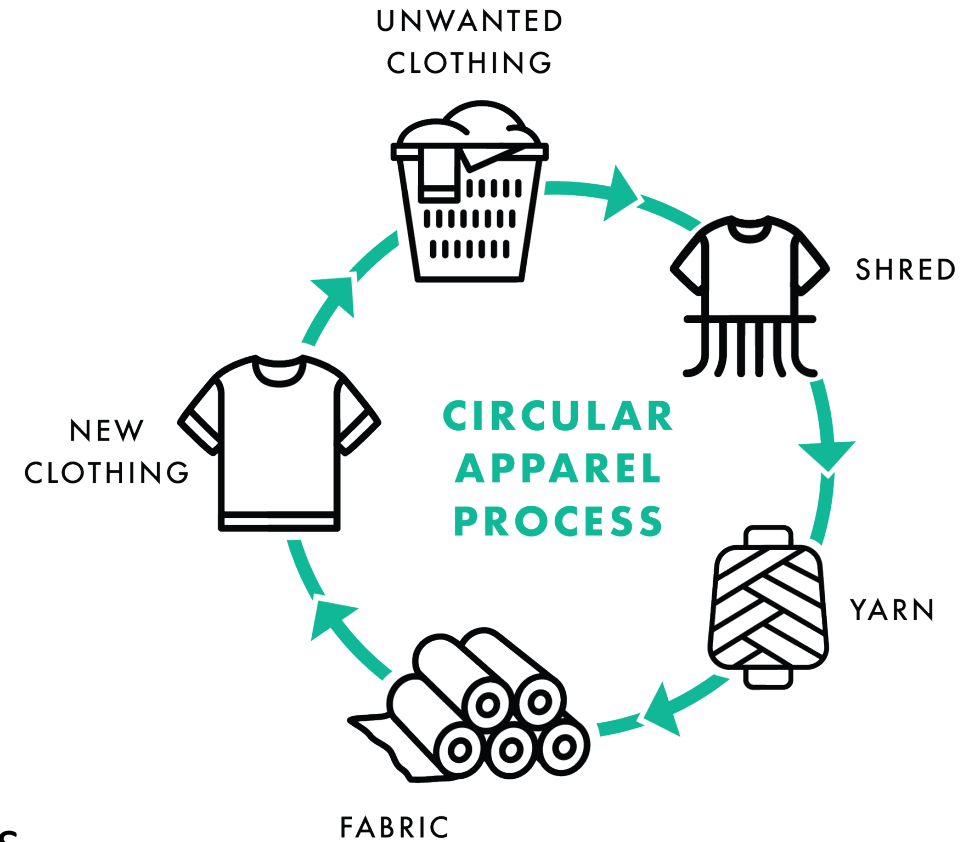 UNWANTED
CLOTHING
SHRED
CIRCULAR
APPAREL
PROCESS
NEW
CLOTHING
YARN
FABRIC